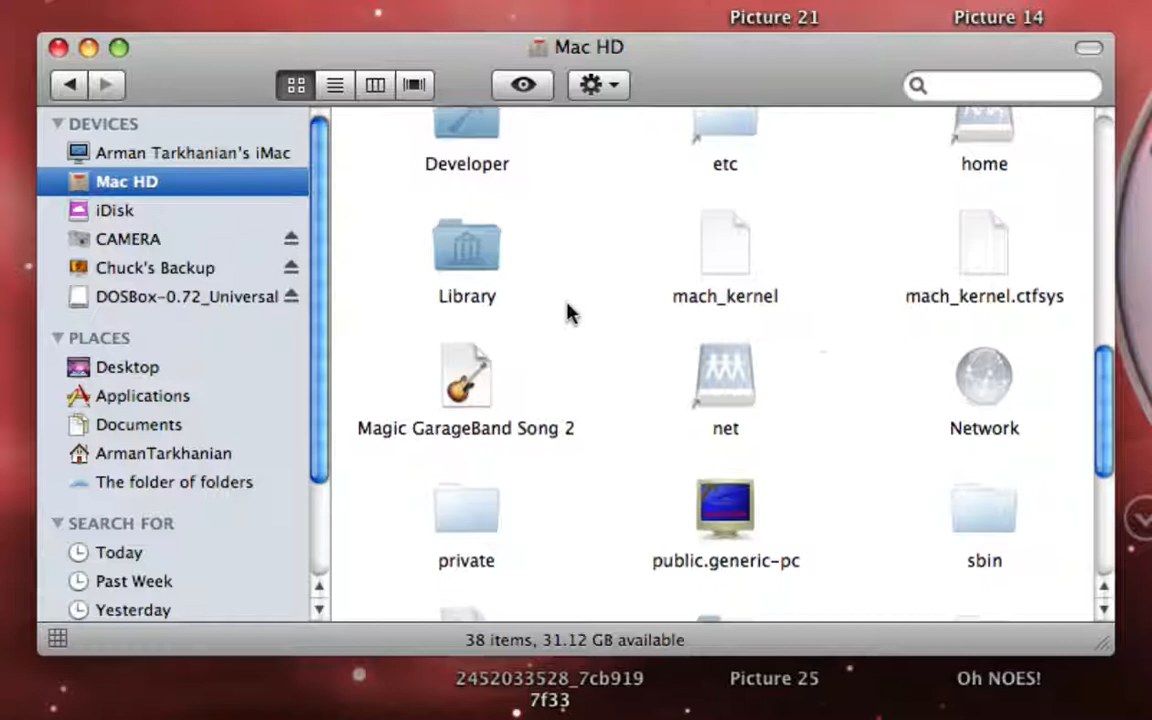 Picture 21
Picture 14
Mac HD
DEVICES
Arman Tarkhanian's iMac
Mac HD
iDisk
CAMERA
Chuck's Backup
DOSBox-0.72_Universal
PLACES
Desktop
Applications
Documents
ArmanTarkhanian
The folder of folders
SEARCH FOR
Today
Past Week
Yesterday
Developer
etc
home
Library
mach_kernel
mach_kernel.ctfsys
Magic GarageBand Song 2
net
Network
private
public.generic-pc
sbin
38 items, 31.12 GB available
2452033528_7cb919
7f33
Picture 25
Oh NOES!